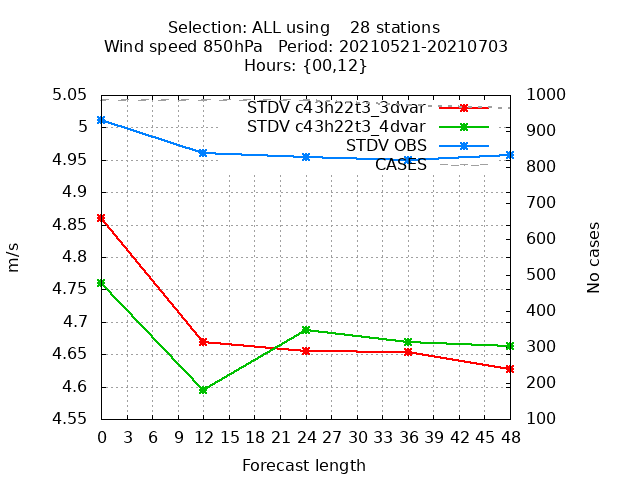 Selection: ALL using    28 stations
Wind speed 850hPa   Period: 20210521-20210703
Hours: {00,12}
STDV c43h22t3_3dvar
STDV c43h22t3_4dvar
STDV OBS
CASES
5.05
5
4.95
4.9
4.85
4.8
4.75
4.7
4.65
4.6
4.55
m/s
1000
900
800
700
600
500
400
300
200
100
No cases
0 3 6 9 12 15 18 21 24 27 30 33 36 39 42 45 48
Forecast length